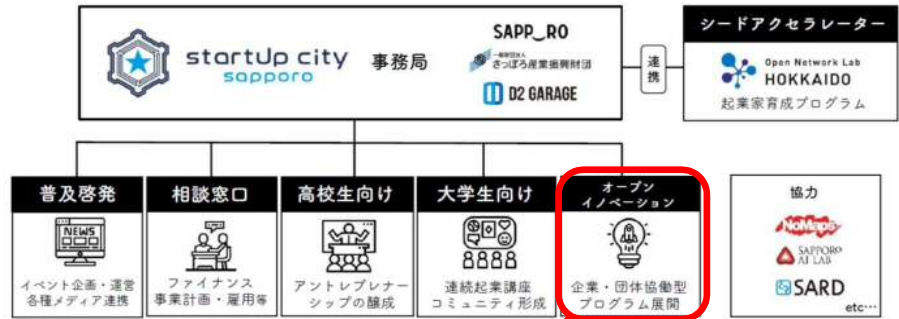 startUp city
sapporo
事務局
SAPP_RO
一般財団法人
さっぽろ産業振興財団
D2 GARAGE
連携
シードアクセラレーター
Open Network Lab
HOKKAIDO
起業家育成プログラム
普及啓発
NEWS
イベント企画・運営
各種メディア連携
相談窓口
ファイナンス
事業計画・雇用等
高校生向け
アントレプレナー
シップの醸成
大学生向け
連続起業講座
コミュニティ形成
オープン
イノベーション
企業・団体協働型
プログラム展開
協力
NoMaps
SAPPORO
AI LAB
SARD
etc…